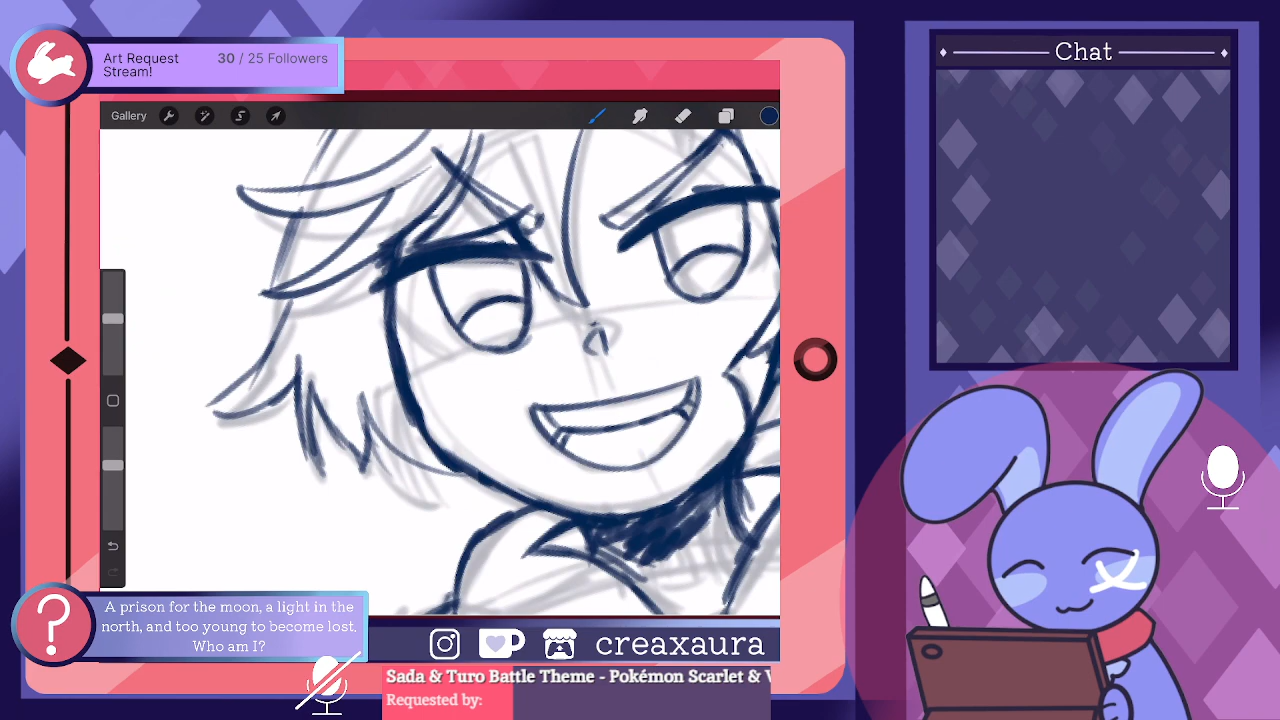 Art Request
Stream!
30 / 25 Followers
Chat
Gallery
A prison for the moon, a light in the
north, and too young to become lost.
Who am I?
creaxaura
Sada & Turo Battle Theme - Pokémon Scarlet & V
Requested by: